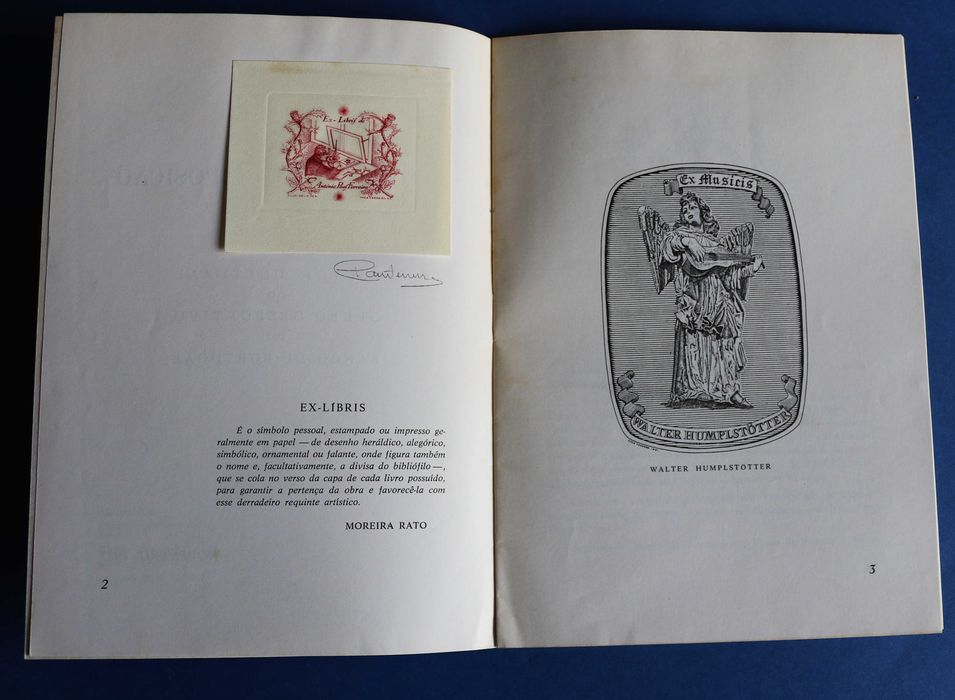 Ex-Libris de
António
EX-LÍBRIS
É o símbolo pessoal, estampado ou impresso ge-
ralmente em papel — de desenho heráldico, alegórico,
simbólico, ornamental ou falante, onde figura também
o nome e, facultativamente, a divisa do bibliófilo —,
que se cola no verso da capa de cada livro possuído,
para garantir a pertença da obra e favorecê-la com
esse derradeiro requinte artístico.
MOREIRA RATO
2
Ex Musicis
WALTER HUMPLSTÖTTER
WALTER HUMPLSTÖTTER
3